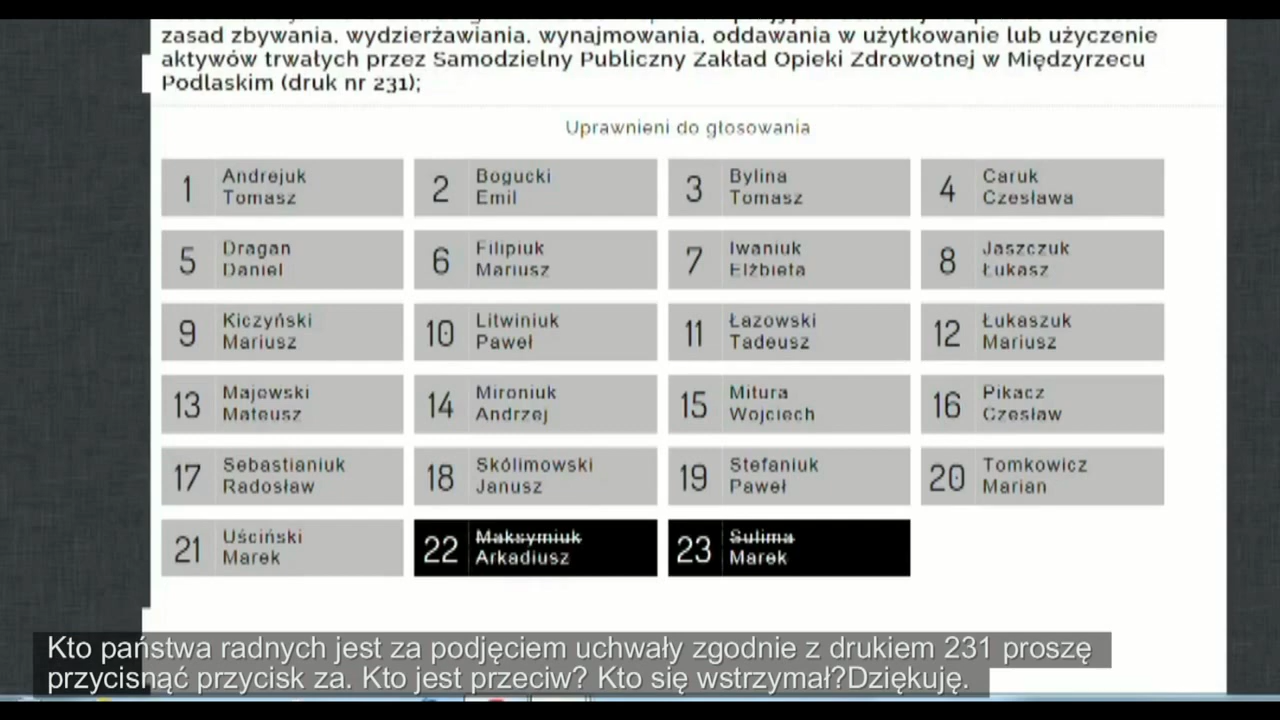 zasad zbywania, wydzierżawiania, wynajmowania, oddawania w użytkowanie lub użyczenie
aktywów trwałych przez Samodzielny Publiczny Zakład Opieki Zdrowotnej w Międzyrzecu
Podlaskim (druk nr 231);
Uprawnieni do głosowania
1 Andrejuk Tomasz
2 Bogucki Emil
3 Bylina Tomasz
4 Caruk Czesława
5 Dragan Daniel
6 Filipiuk Mariusz
7 Iwaniuk Elżbieta
8 Jaszczuk Łukasz
9 Kiczyński Mariusz
10 Litwiniuk Paweł
11 Łazowski Tadeusz
12 Łukaszuk Mariusz
13 Majewski Mateusz
14 Mironiuk Andrzej
15 Mitura Wojciech
16 Pikacz Czesław
17 Sebastianiuk Radosław
18 Skólimowski Janusz
19 Stefaniuk Paweł
20 Tomkowicz Marian
21 Uściński Marek
22 Maksymiuk Arkadiusz
23 Sulima Marek
Kto państwa radnych jest za podjęciem uchwały zgodnie z drukiem 231 proszę
przycisnąć przycisk za. Kto jest przeciw? Kto się wstrzymał?Dziękuję.